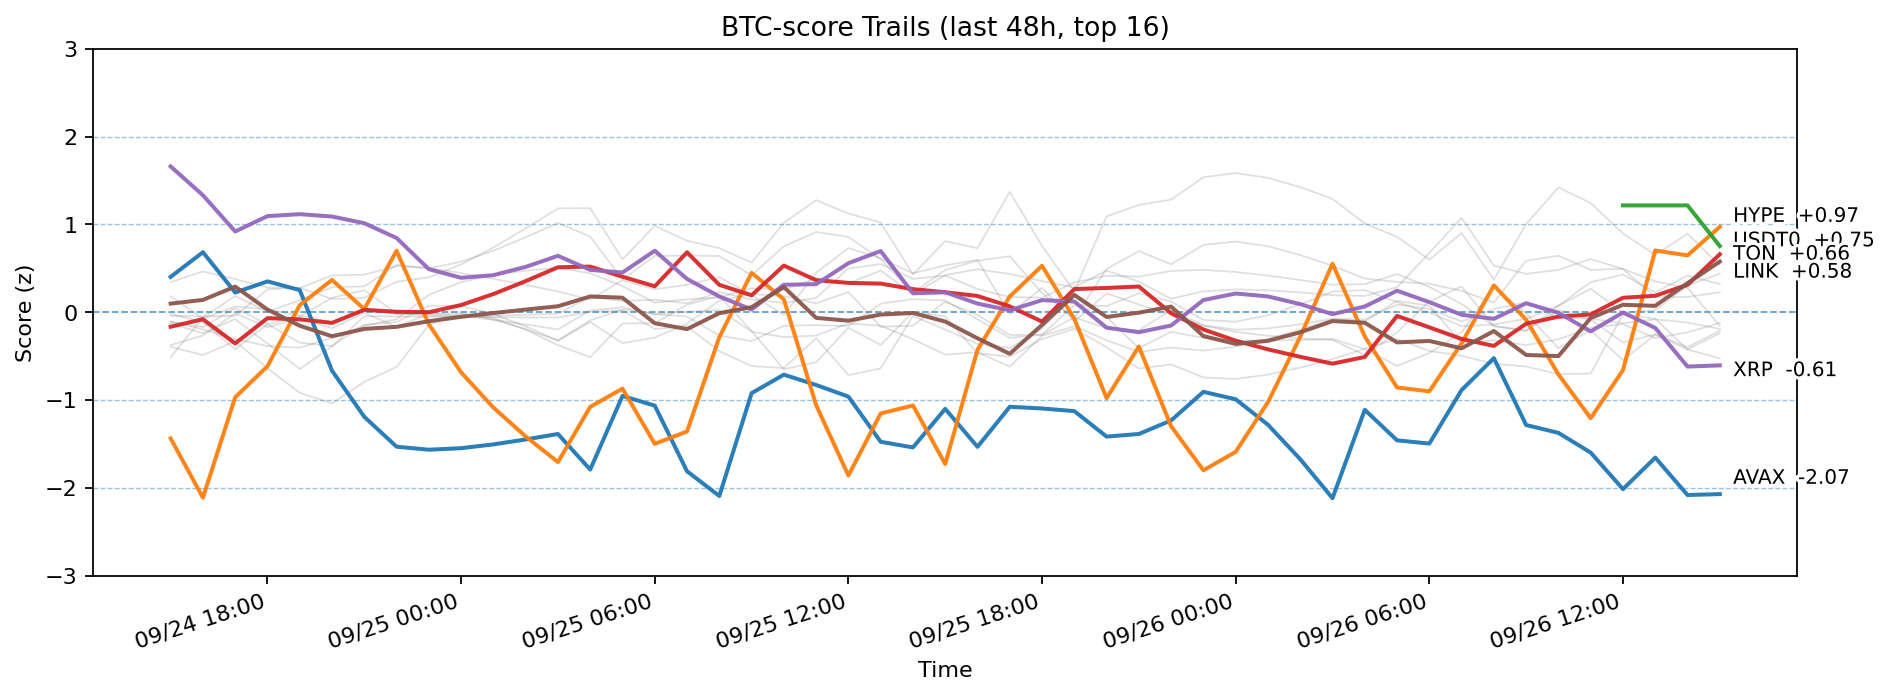 BTC-score Trails (last 48h, top 16)
Score (z)
3
2
1
0
−1
−2
−3
HYPE +0.97
USDT0 +0.75
TON +0.66
LINK +0.58
XRP -0.61
AVAX -2.07
09/24 18:00
09/25 00:00
09/25 06:00
09/25 12:00
09/25 18:00
09/26 00:00
09/26 06:00
09/26 12:00
Time